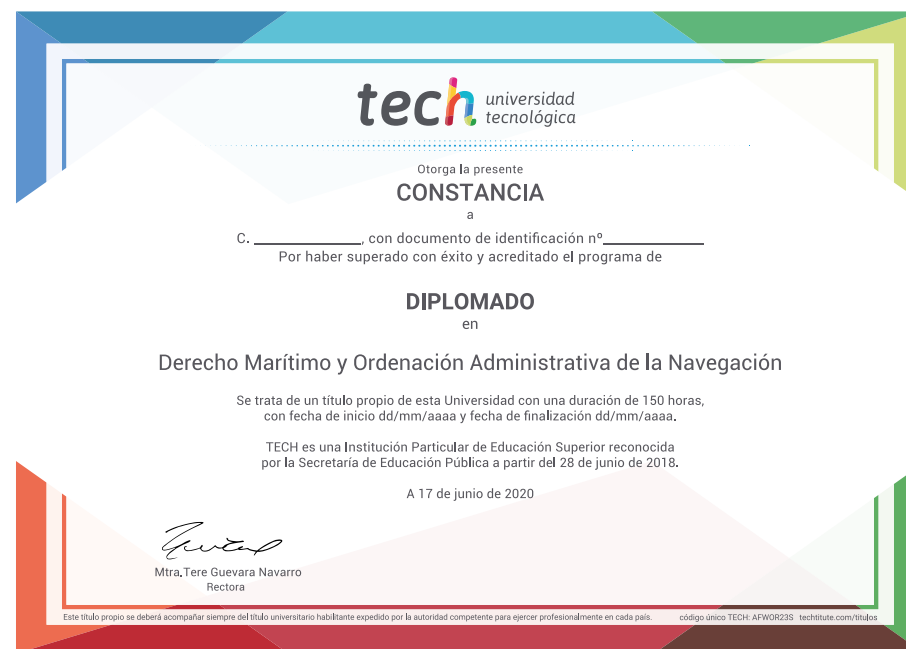 tech universidad
tecnológica
Otorga la presente
CONSTANCIA
a
C. ______________, con documento de identificación nº_____________
Por haber superado con éxito y acreditado el programa de
DIPLOMADO
en
Derecho Marítimo y Ordenación Administrativa de la Navegación
Se trata de un título propio de esta Universidad con una duración de 150 horas,
con fecha de inicio dd/mm/aaaa y fecha de finalización dd/mm/aaaa.
TECH es una Institución Particular de Educación Superior reconocida
por la Secretaría de Educación Pública a partir del 28 de junio de 2018.
A 17 de junio de 2020
Mtra.Tere Guevara Navarro
Rectora
Este título propio se deberá acompañar siempre del título universitario habilitante expedido por la autoridad competente para ejercer profesionalmente en cada país. código único TECH: AFWOR23S techtitute.com/titulos